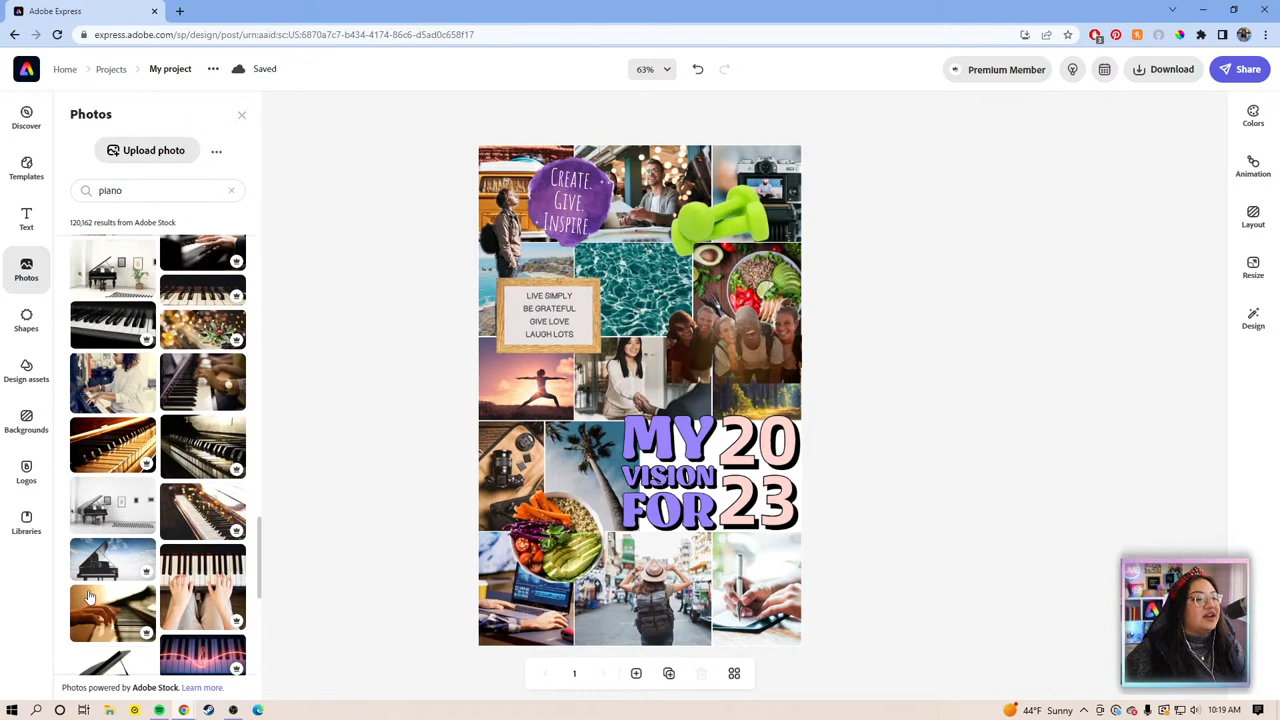 Adobe Express
express.adobe.com/sp/design/post/urn:aaid:sc:US:6870a7c7-b434-4174-86c6-d5ad0c658f17
Home
Projects
My project
Saved
63%
Premium Member
Download
Share
Discover
Templates
Text
Photos
Shapes
Design assets
Backgrounds
Logos
Libraries
Photos
Upload photo
piano
120,162 results from Adobe Stock
Photos powered by Adobe Stock. Learn more.
CREATE.
GIVE.
INSPIRE.
LIVE SIMPLY
BE GRATEFUL
GIVE LOVE
LAUGH LOTS
MY
VISION
FOR
20
23
1
Colors
Animation
Layout
Resize
Design
44°F Sunny
10:19 AM